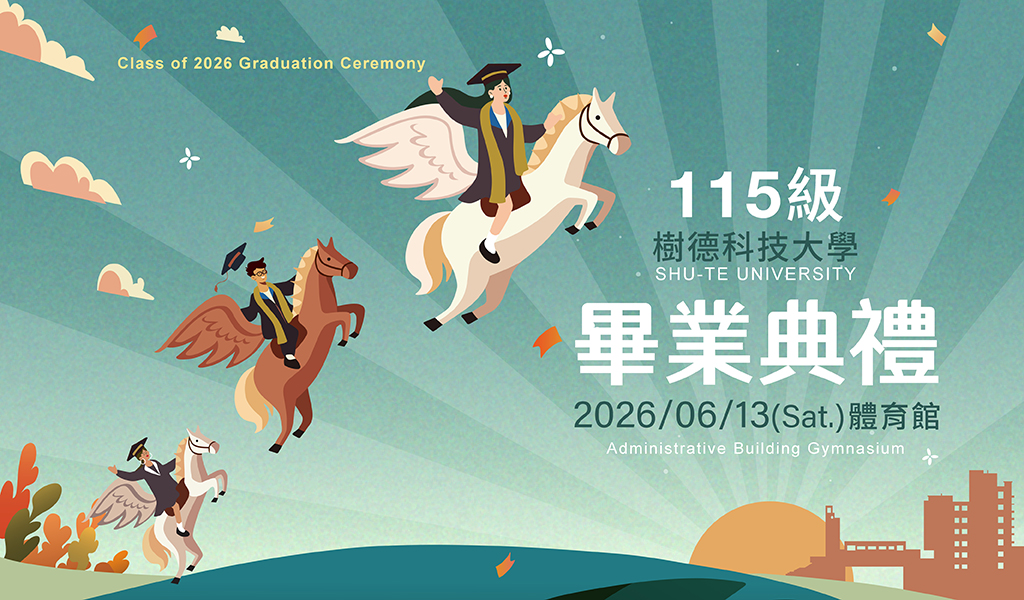 Class of 2026 Graduation Ceremony
115級
樹德科技大學
SHU-TE UNIVERSITY
畢業典禮
2026/06/13(Sat.)體育館
Administrative Building Gymnasium